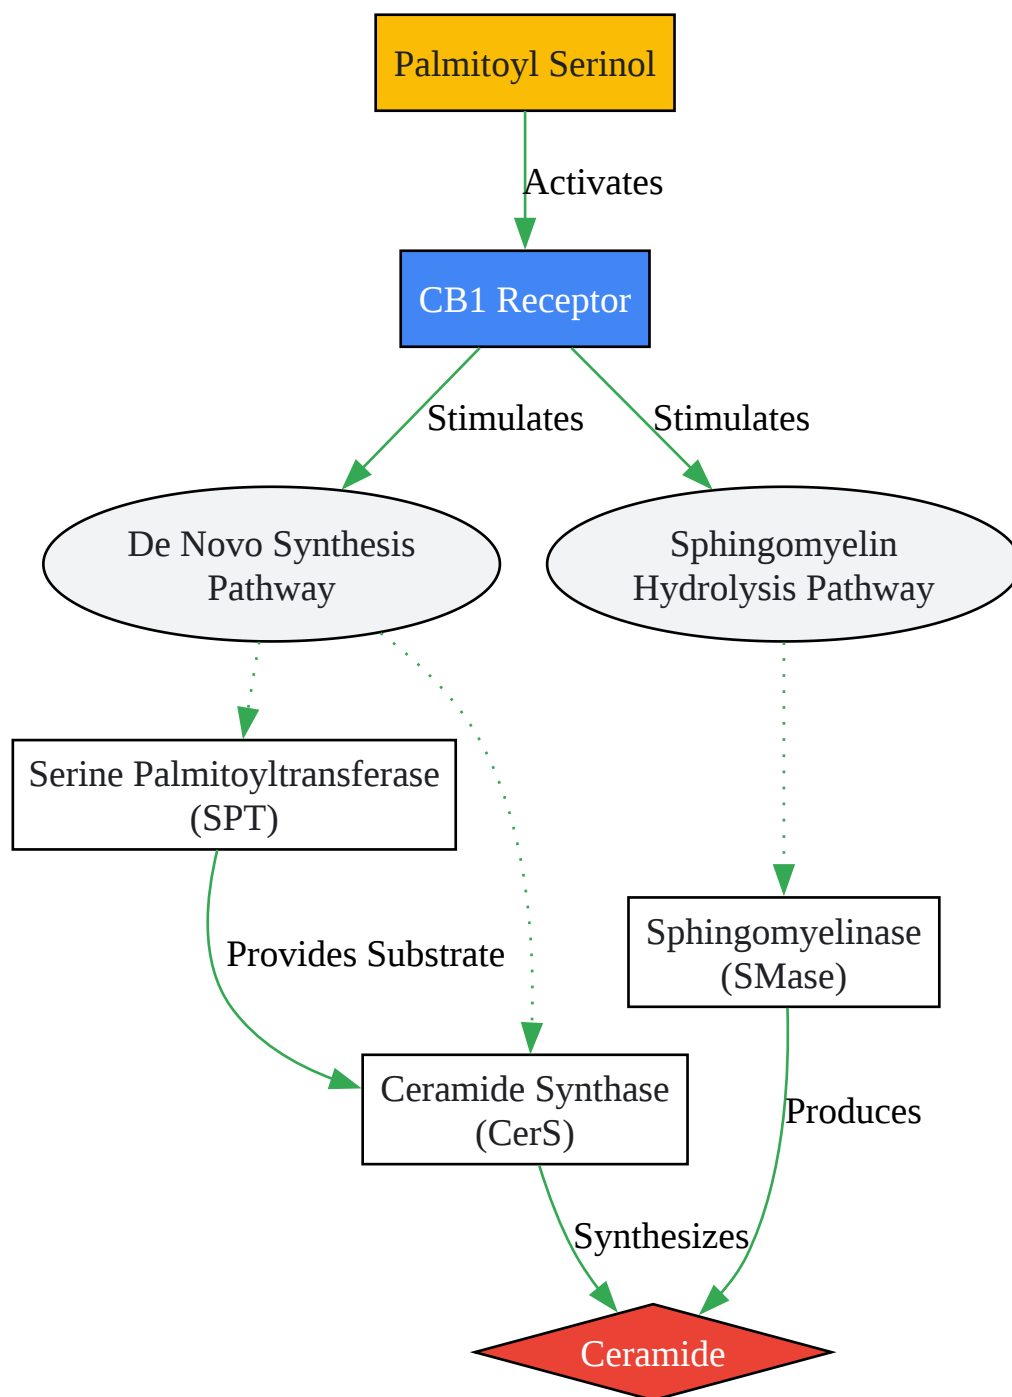 Palmitoyl Serinol
Activates
CB1 Receptor
Stimulates
Stimulates
De Novo Synthesis
Pathway
Sphingomyelin
Hydrolysis Pathway
Serine Palmitoyltransferase
(SPT)
Provides Substrate
Sphingomyelinase
(SMase)
Ceramide Synthase
(CerS)
Produces
Synthesizes
Ceramide